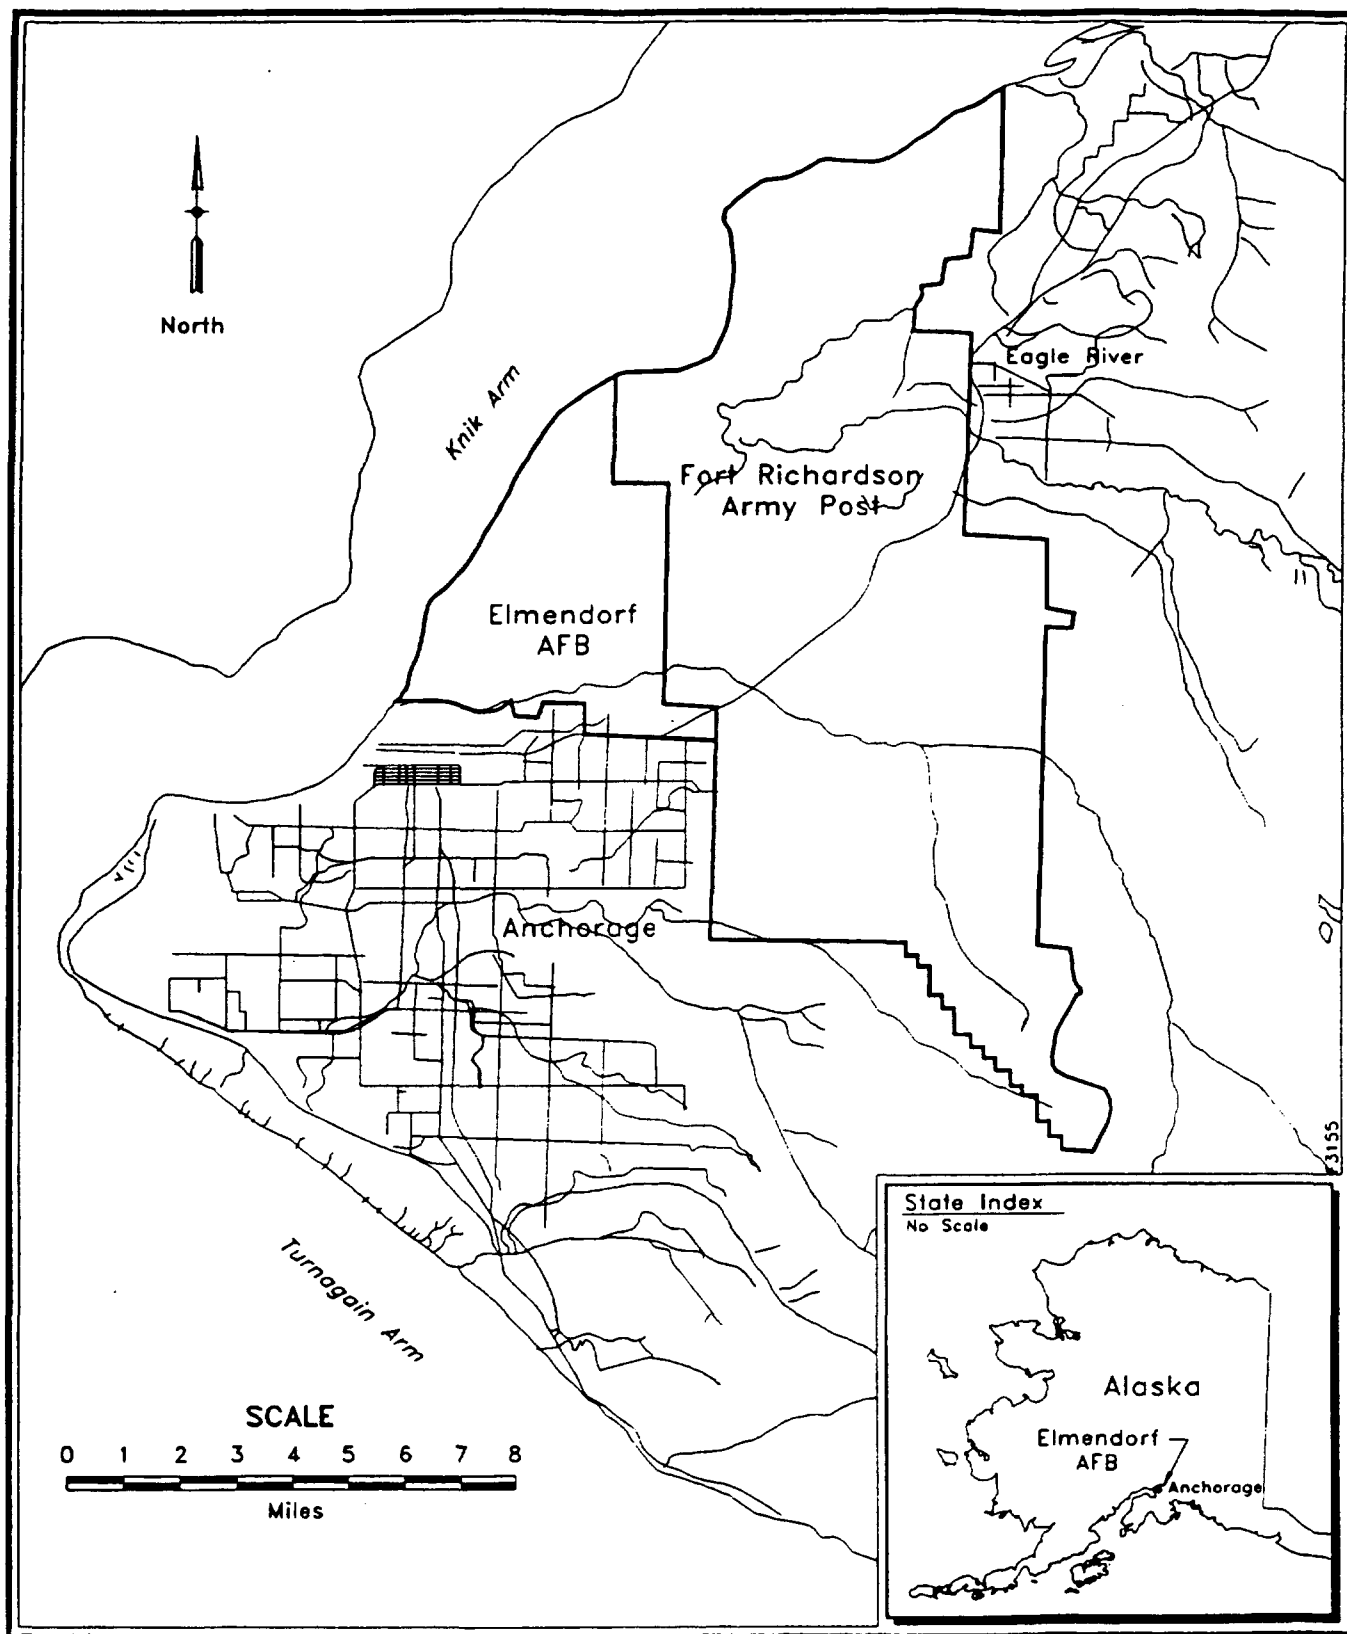 North
Knik Arm
Eagle River
Fort Richardson
Army Post
Elmendorf
AFB
Anchorage
Turnagain Arm
SCALE
0 1 2 3 4 5 6 7 8
Miles
F3155
State Index
No Scale
Alaska
Elmendorf
AFB
Anchorage